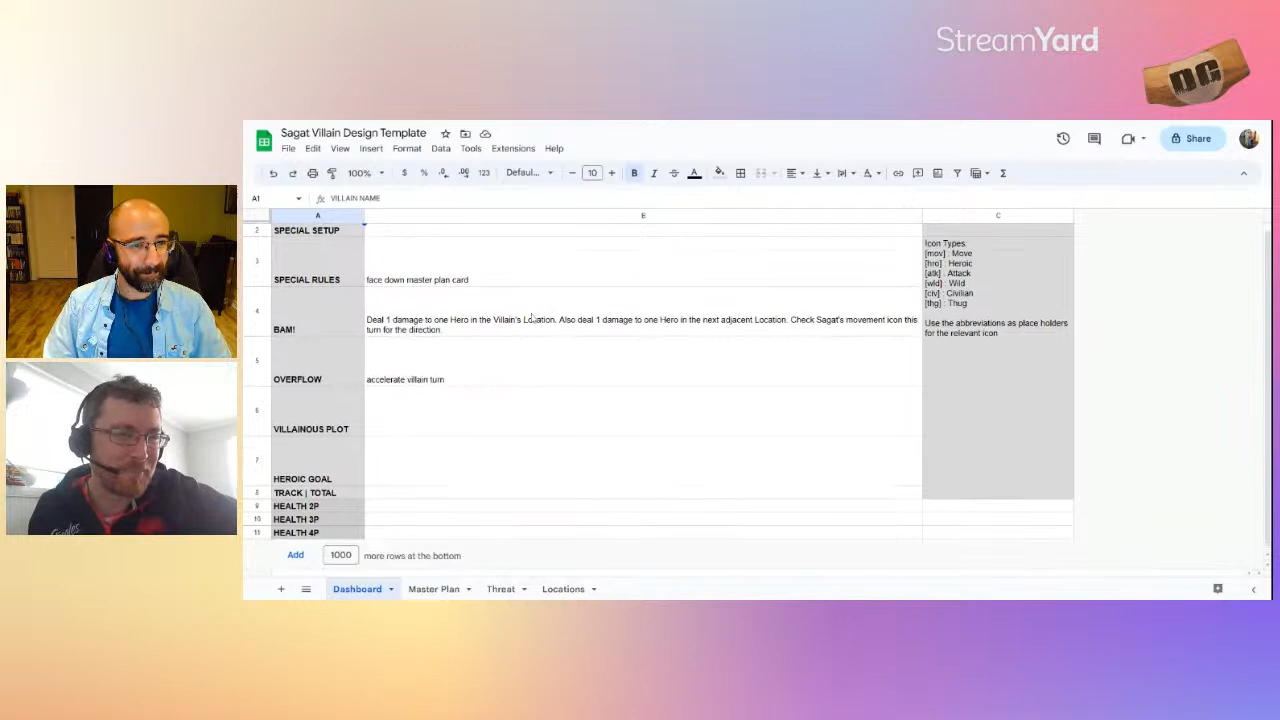 StreamYard
DG
Sagat Villain Design Template
File Edit View Insert Format Data Tools Extensions Help
Share
100% $ % .0 .00 123 Defaul... − 10 + B I S A Σ
A1 fx VILLAIN NAME
A B C
2 SPECIAL SETUP
3 SPECIAL RULES face down master plan card
4 BAM! Deal 1 damage to one Hero in the Villain's Location. Also deal 1 damage to one Hero in the next adjacent Location. Check Sagat's movement icon this
turn for the direction.
5 OVERFLOW accelerate villain turn
6 VILLAINOUS PLOT
7 HEROIC GOAL
8 TRACK | TOTAL
9 HEALTH 2P
10 HEALTH 3P
11 HEALTH 4P
Icon Types:
[mov] : Move
[hro] : Heroic
[atk] : Attack
[wld] : Wild
[civ] : Civilian
[thg] : Thug
Use the abbreviations as place holders
for the relevant icon
Add 1000 more rows at the bottom
+ Dashboard Master Plan Threat Locations